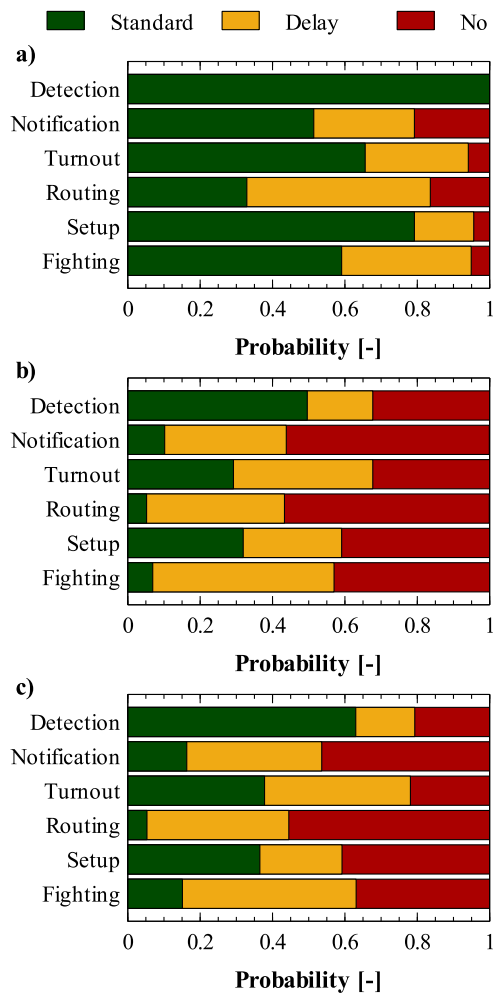 Standard Delay No
a)
Detection
Notification
Turnout
Routing
Setup
Fighting
0 0.2 0.4 0.6 0.8 1
Probability [-]
b)
Detection
Notification
Turnout
Routing
Setup
Fighting
0 0.2 0.4 0.6 0.8 1
Probability [-]
c)
Detection
Notification
Turnout
Routing
Setup
Fighting
0 0.2 0.4 0.6 0.8 1
Probability [-]